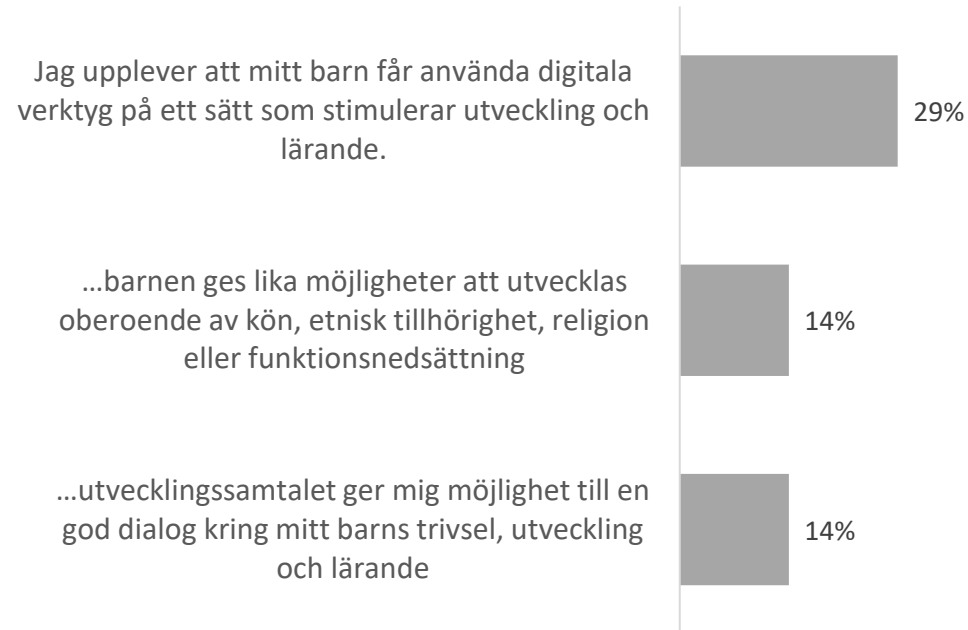 Jag upplever att mitt barn får använda digitala
verktyg på ett sätt som stimulerar utveckling och
lärande.
29%
…barnen ges lika möjligheter att utvecklas
oberoende av kön, etnisk tillhörighet, religion
eller funktionsnedsättning
14%
…utvecklingssamtalet ger mig möjlighet till en
god dialog kring mitt barns trivsel, utveckling
och lärande
14%